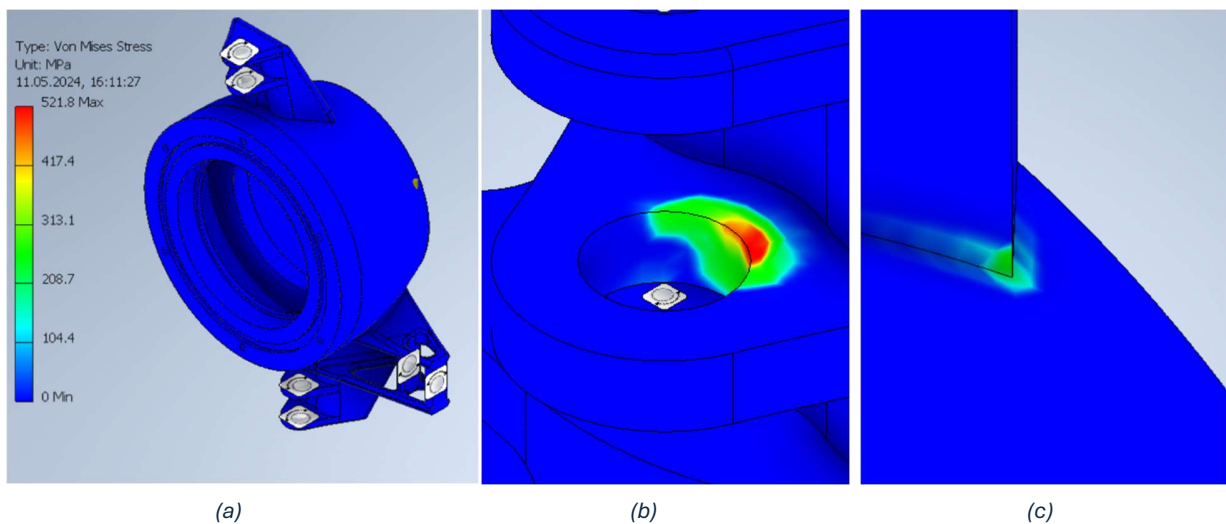 Type: Von Mises Stress
Unit: MPa
11.05.2024, 16:11:27
521.8 Max
417.4
313.1
208.7
104.4
0 Min
(a)
(b)
(c)